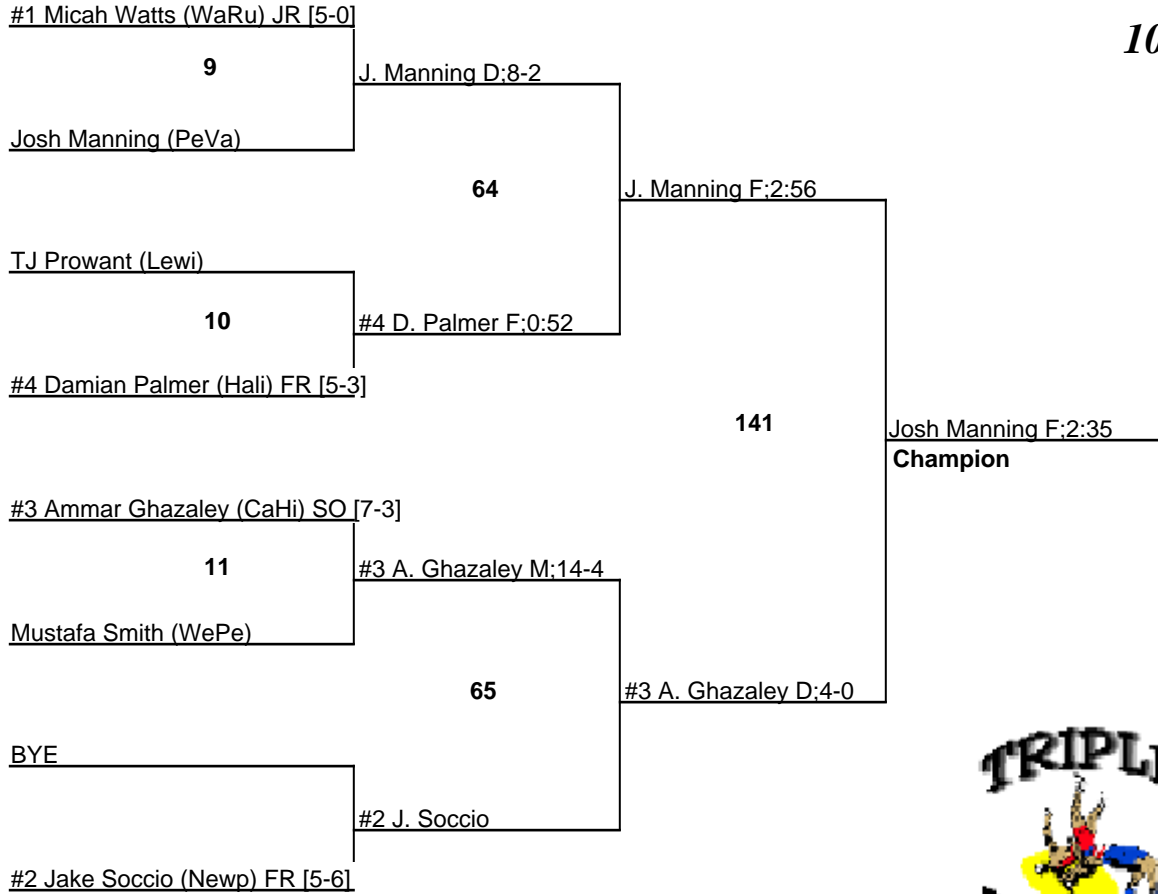 #1 Micah Watts (WaRu) JR [5-0]
10
9
J. Manning D;8-2
Josh Manning (PeVa)
64
J. Manning F;2:56
TJ Prowant (Lewi)
10
#4 D. Palmer F;0:52
#4 Damian Palmer (Hali) FR [5-3]
141
Josh Manning F;2:35
Champion
#3 Ammar Ghazaley (CaHi) SO [7-3]
11
#3 A. Ghazaley M;14-4
Mustafa Smith (WePe)
65
#3 A. Ghazaley D;4-0
BYE
TRIPL
#2 J. Soccio
#2 Jake Soccio (Newp) FR [5-6]